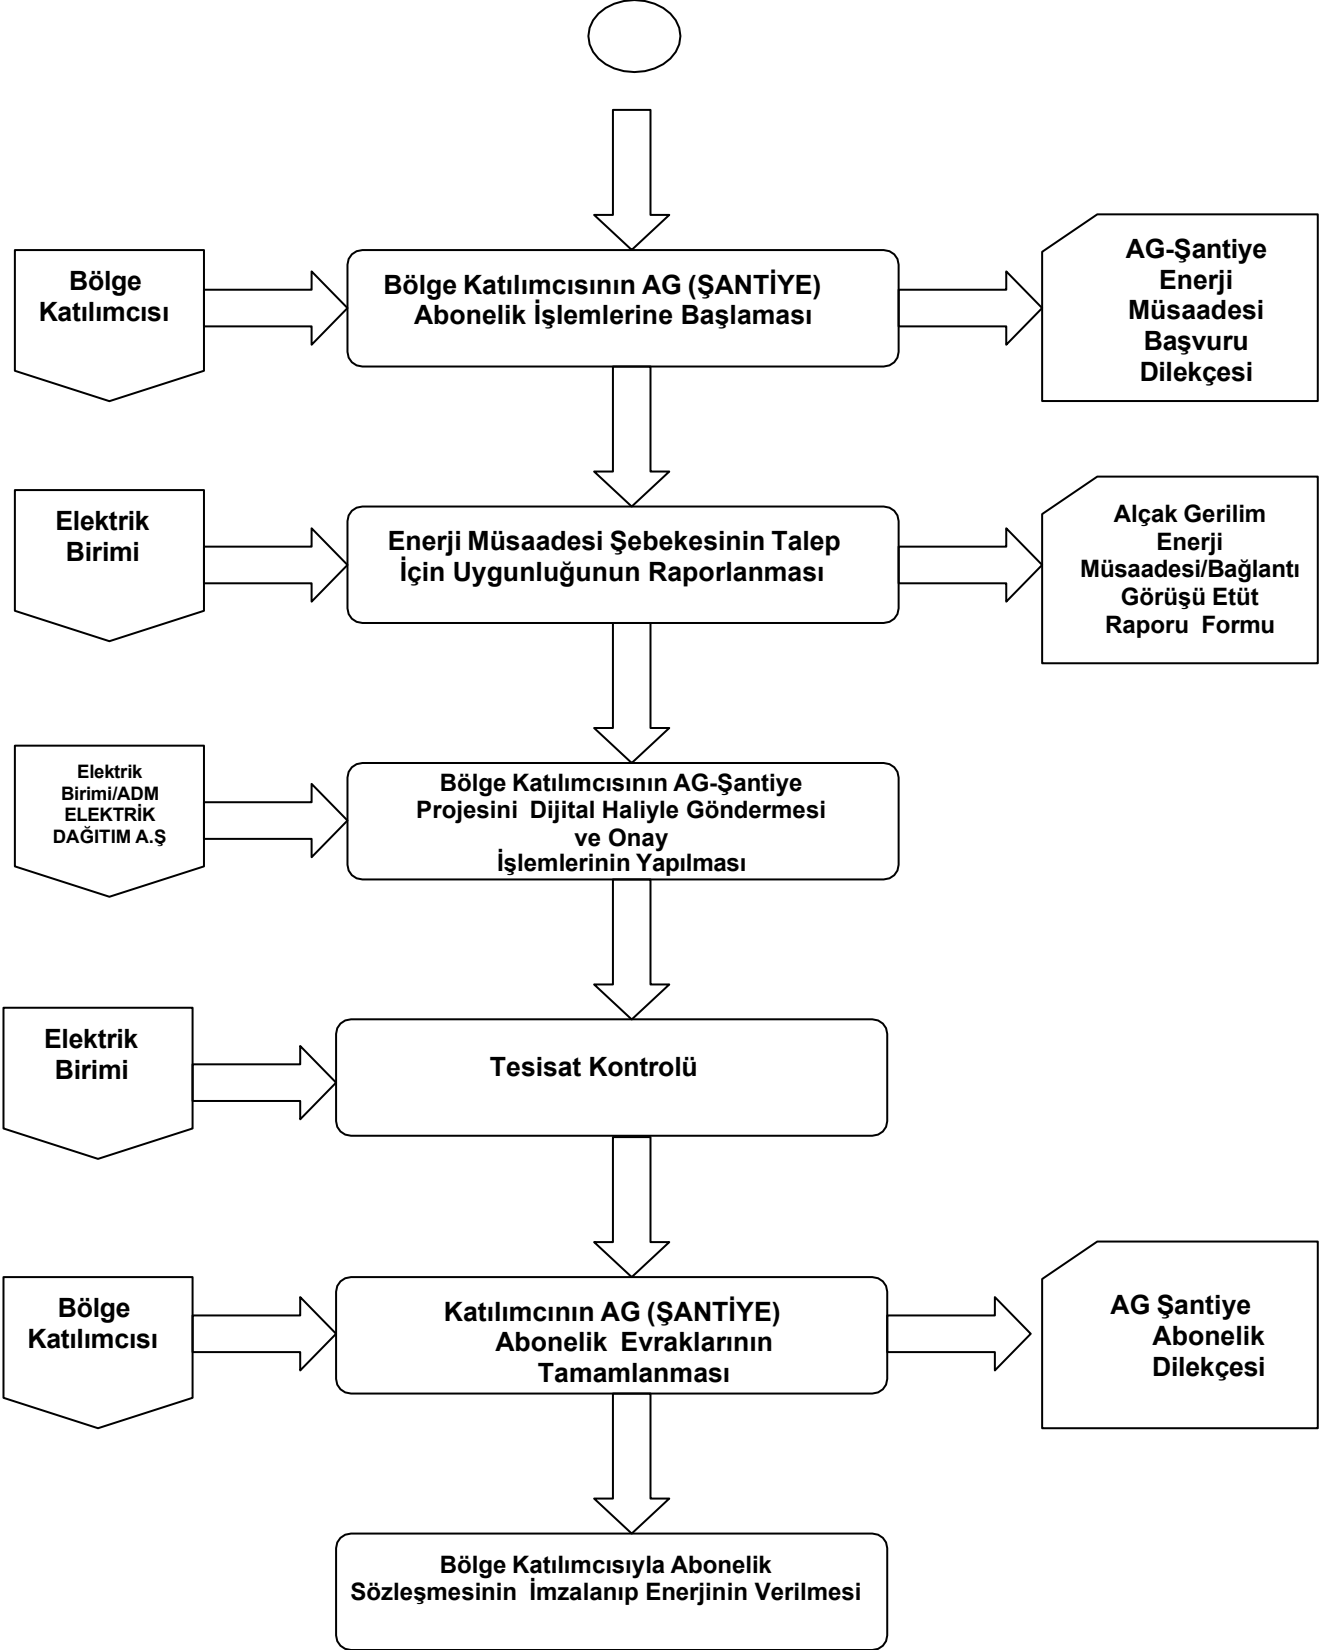 Bölge
Katılımcısı
Bölge Katılımcısının AG (ŞANTİYE)
Abonelik İşlemlerine Başlaması
AG-Şantiye
Enerji
Müsaadesi
Başvuru
Dilekçesi
Elektrik
Birimi
Enerji Müsaadesi Şebekesinin Talep
İçin Uygunluğunun Raporlanması
Alçak Gerilim
Enerji
Müsaadesi/Bağlantı
Görüşü Etüt
Raporu Formu
Elektrik
Birimi/ADM
ELEKTRİK
DAĞITIM A.Ş
Bölge Katılımcısının AG-Şantiye
Projesini Dijital Haliyle Göndermesi
ve Onay
İşlemlerinin Yapılması
Elektrik
Birimi
Tesisat Kontrolü
Bölge
Katılımcısı
Katılımcının AG (ŞANTİYE)
Abonelik Evraklarının
Tamamlanması
AG Şantiye
Abonelik
Dilekçesi
Bölge Katılımcısıyla Abonelik
Sözleşmesinin İmzalanıp Enerjinin Verilmesi